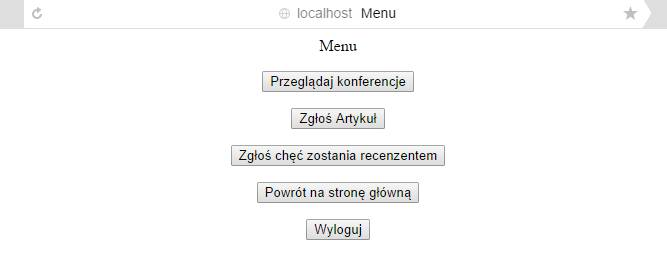 localhost Menu
Menu
Przeglądaj konferencje
Zgłoś Artykuł
Zgłoś chęć zostania recenzentem
Powrót na stronę główną
Wyloguj